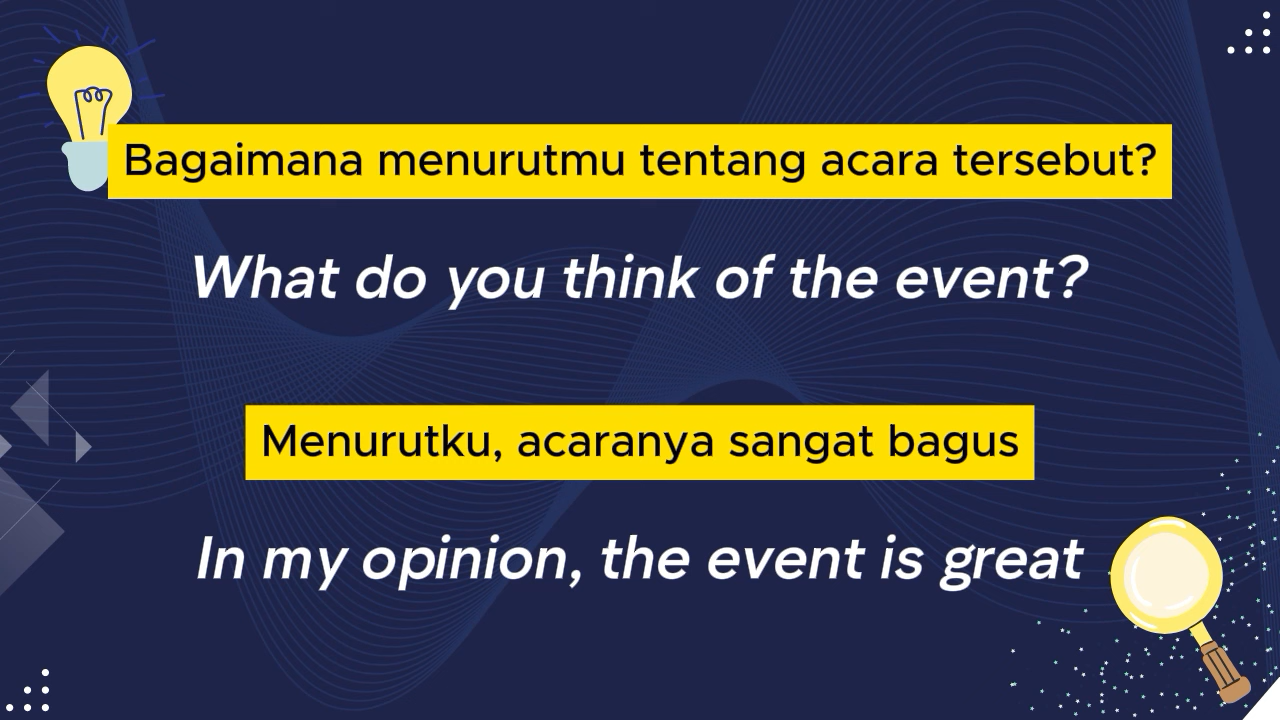 Bagaimana menurutmu tentang acara tersebut?
What do you think of the event?
Menurutku, acaranya sangat bagus
In my opinion, the event is great